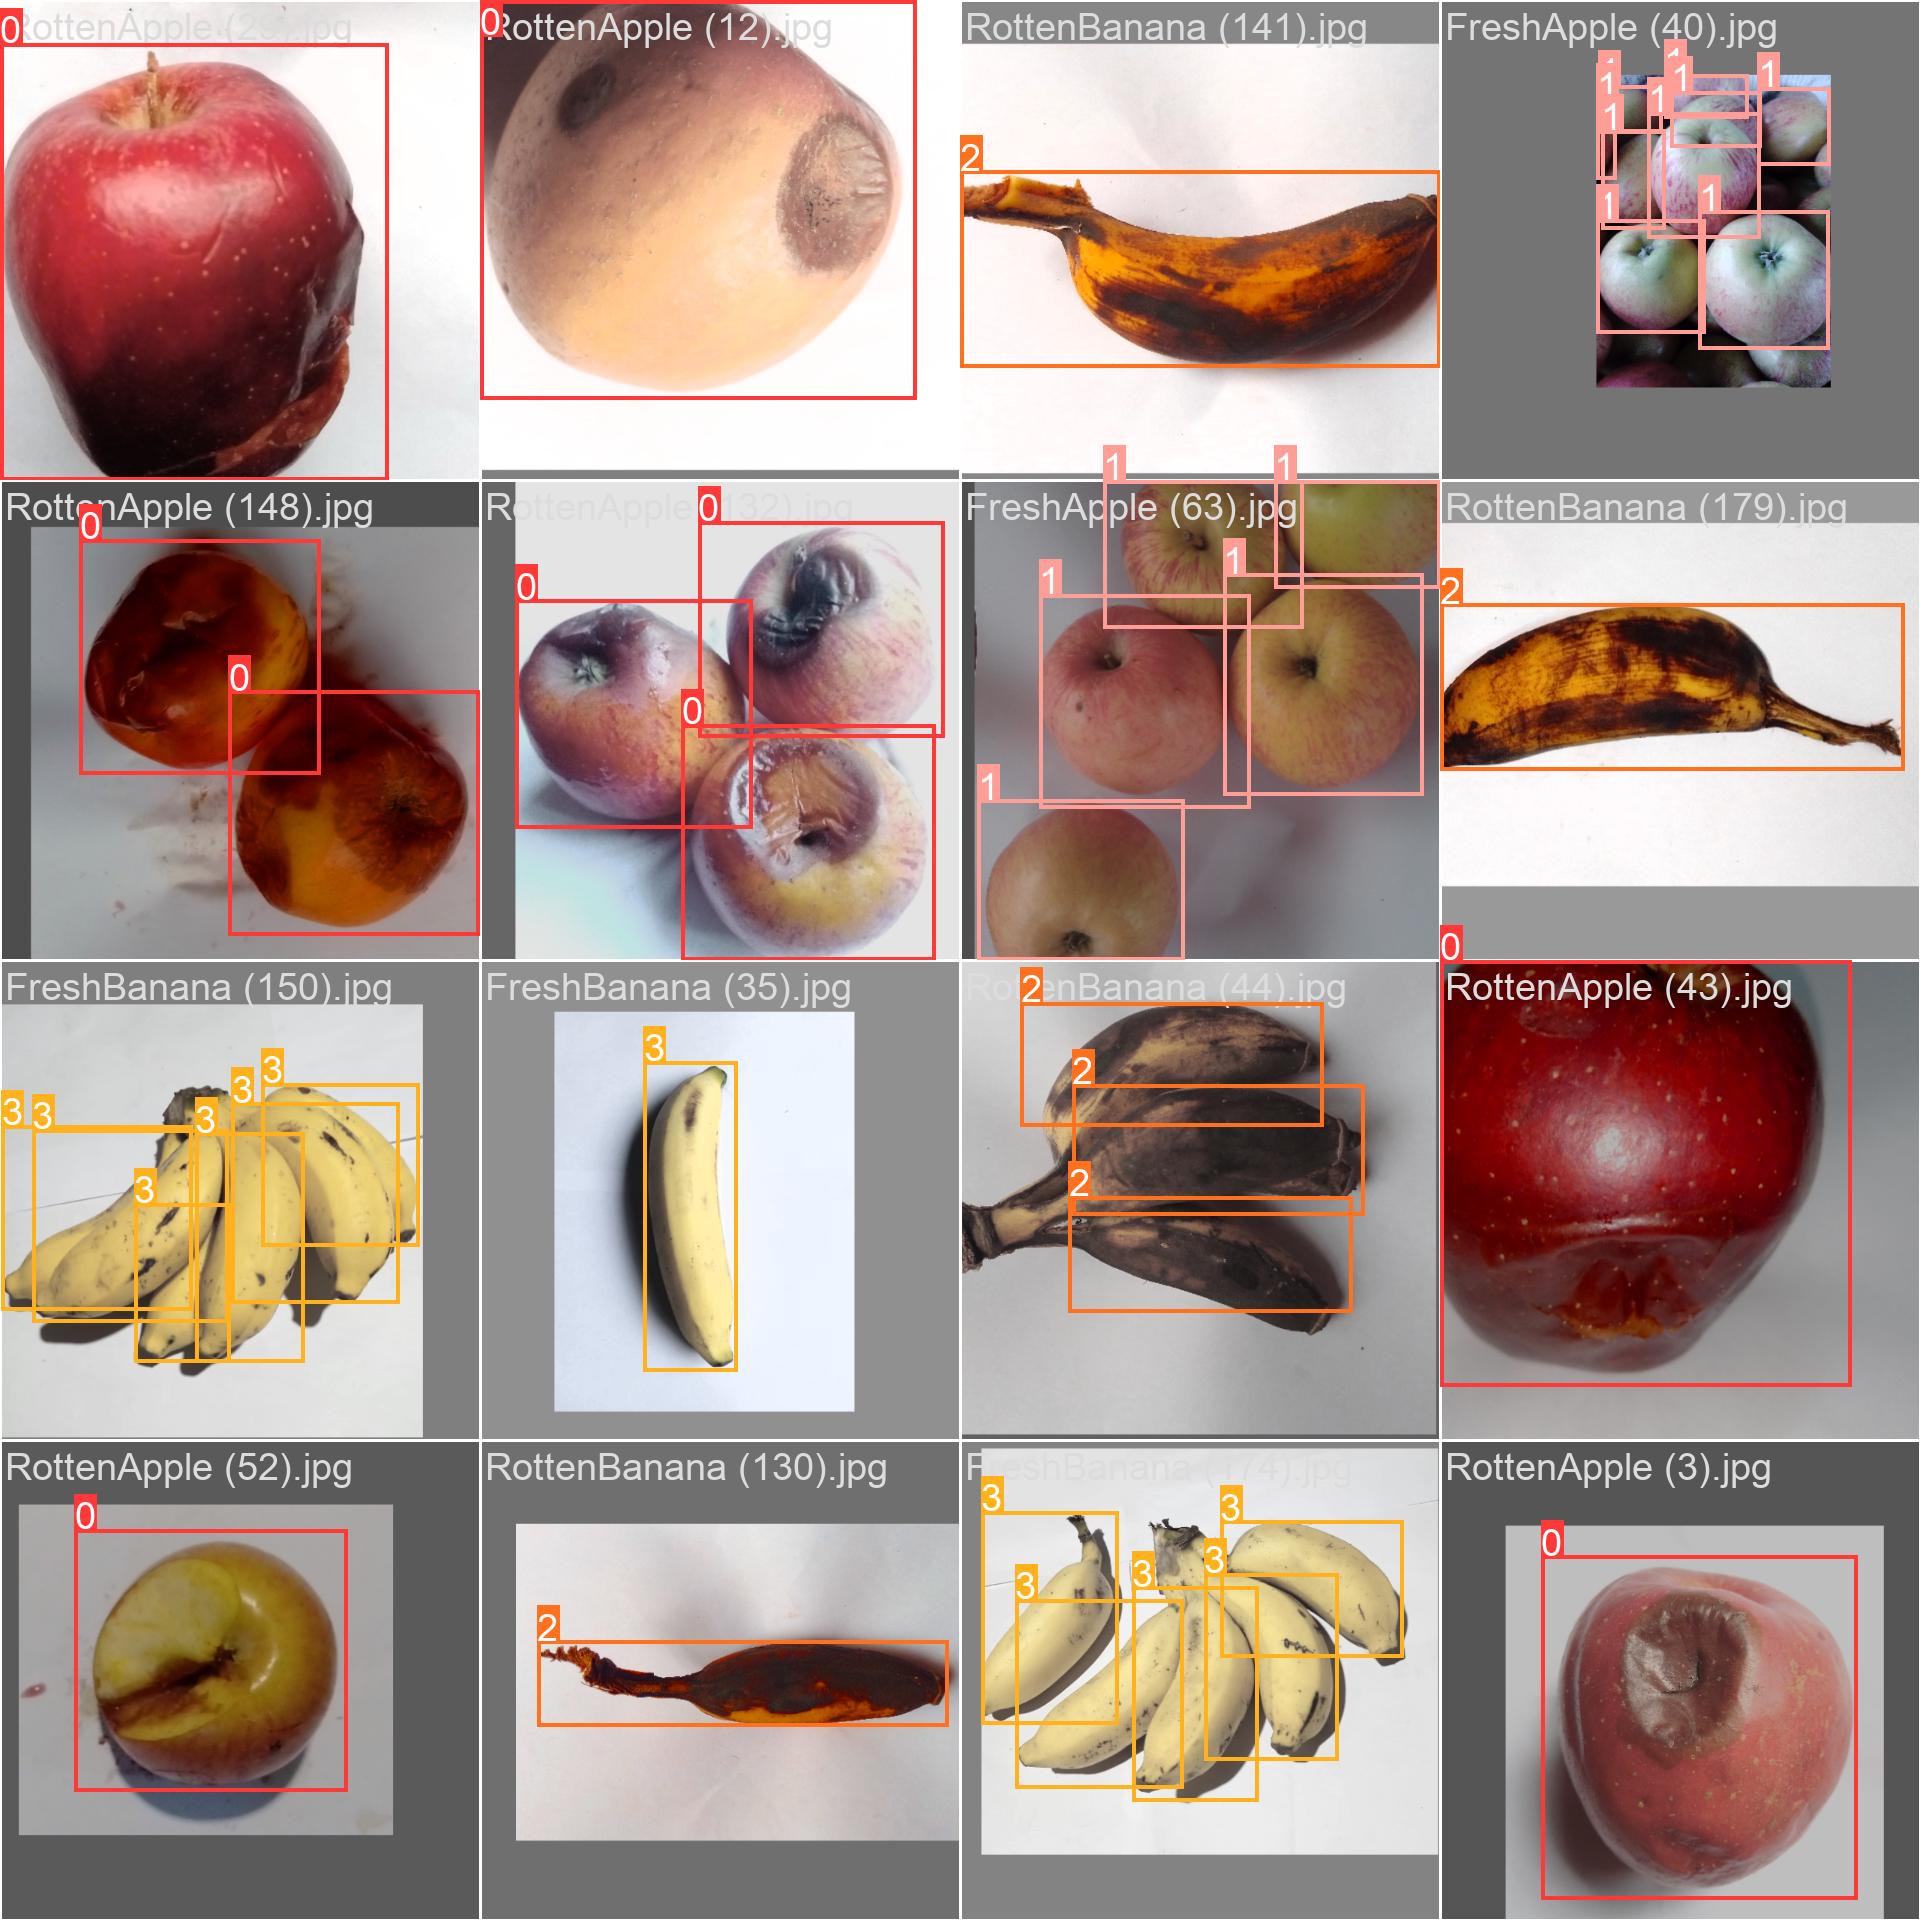 RottenApple (29).jpg
RottenApple (12).jpg
RottenBanana (141).jpg
FreshApple (40).jpg
0
0
2
1
1
1
1
1
1
1
1
1
RottenApple (148).jpg
RottenApple (132).jpg
FreshApple (63).jpg
RottenBanana (179).jpg
0
0
0
0
0
1
1
1
1
1
2
FreshBanana (150).jpg
FreshBanana (35).jpg
RottenBanana (44).jpg
RottenApple (43).jpg
3
3
3
3
3
3
3
2
2
2
0
RottenApple (52).jpg
RottenBanana (130).jpg
FreshBanana (174).jpg
RottenApple (3).jpg
0
2
3
3
3
3
3
0